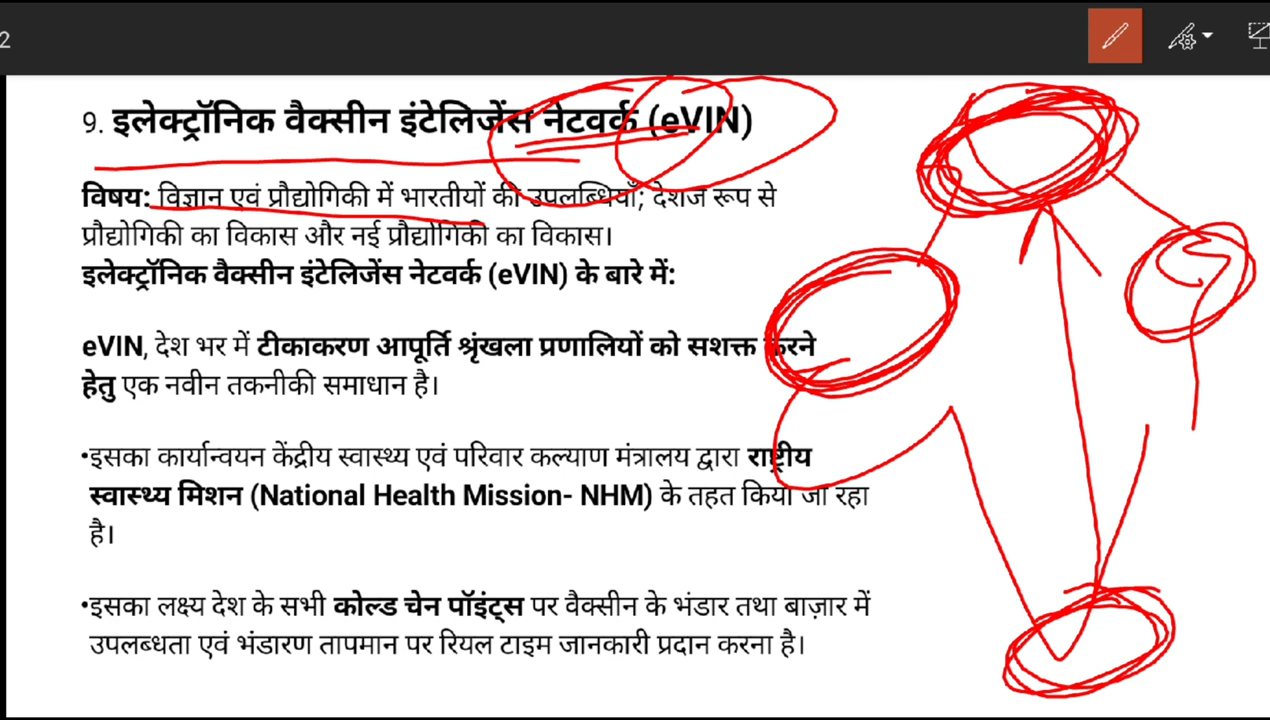 2
9. इलेक्ट्रॉनिक वैक्सीन इंटेलिजेंस नेटवर्क (eVIN)
विषय: विज्ञान एवं प्रौद्योगिकी में भारतीयों की उपलब्धियाँ; देशज रूप से
प्रौद्योगिकी का विकास और नई प्रौद्योगिकी का विकास।
इलेक्ट्रॉनिक वैक्सीन इंटेलिजेंस नेटवर्क (eVIN) के बारे में:
eVIN, देश भर में टीकाकरण आपूर्ति श्रृंखला प्रणालियों को सशक्त करने
हेतु एक नवीन तकनीकी समाधान है।
•इसका कार्यान्वयन केंद्रीय स्वास्थ्य एवं परिवार कल्याण मंत्रालय द्वारा राष्ट्रीय
स्वास्थ्य मिशन (National Health Mission- NHM) के तहत किया जा रहा
है।
•इसका लक्ष्य देश के सभी कोल्ड चेन पॉइंट्स पर वैक्सीन के भंडार तथा बाज़ार में
उपलब्धता एवं भंडारण तापमान पर रियल टाइम जानकारी प्रदान करना है।